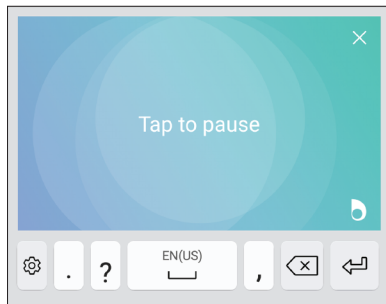 Tap to pause
. ? EN(US) ,